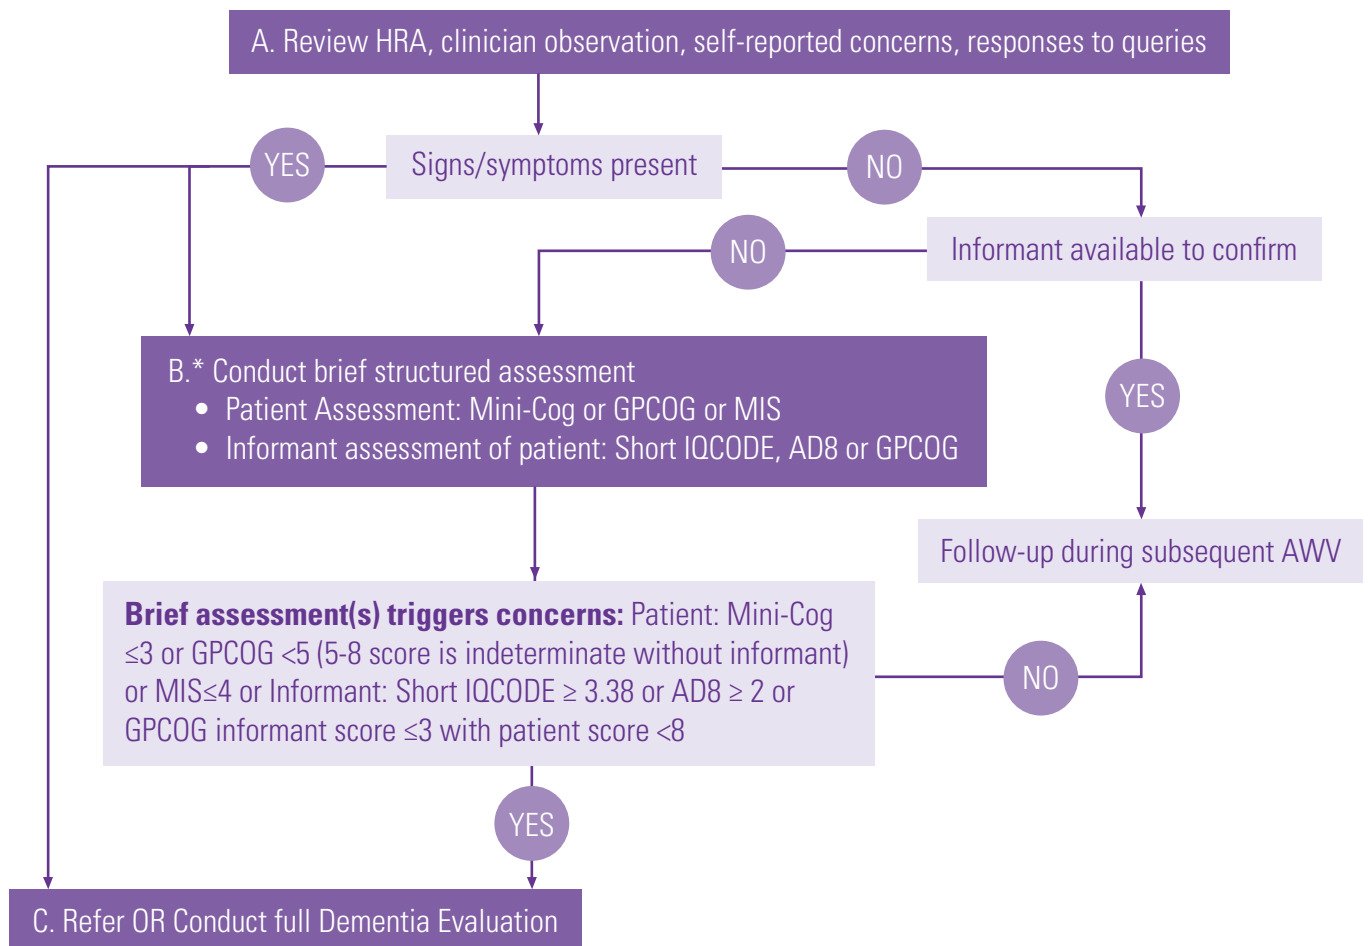 A. Review HRA, clinician observation, self-reported concerns, responses to queries
YES
Signs/symptoms present
NO
NO
Informant available to confirm
B.* Conduct brief structured assessment
• Patient Assessment: Mini-Cog or GPCOG or MIS
• Informant assessment of patient: Short IQCODE, AD8 or GPCOG
YES
Follow-up during subsequent AWV
Brief assessment(s) triggers concerns: Patient: Mini-Cog
≤3 or GPCOG <5 (5-8 score is indeterminate without informant)
or MIS≤4 or Informant: Short IQCODE ≥ 3.38 or AD8 ≥ 2 or
GPCOG informant score ≤3 with patient score <8
NO
YES
C. Refer OR Conduct full Dementia Evaluation